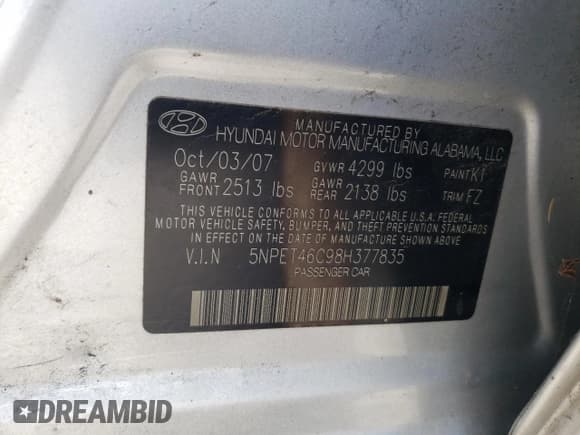 MANUFACTURED BY
HYUNDAI MOTOR MANUFACTURING ALABAMA, LLC
Oct/03/07 GVWR 4299 lbs PAINT K1
GAWR FRONT 2513 lbs GAWR REAR 2138 lbs TRIM FZ
THIS VEHICLE CONFORMS TO ALL APPLICABLE U.S.A. FEDERAL
MOTOR VEHICLE SAFETY, BUMPER, AND THEFT PREVENTION STANDARDS
IN EFFECT ON THE DATE OF MANUFACTURE SHOWN ABOVE
V.I.N 5NPET46C98H377835
PASSENGER CAR
#DREAMBID